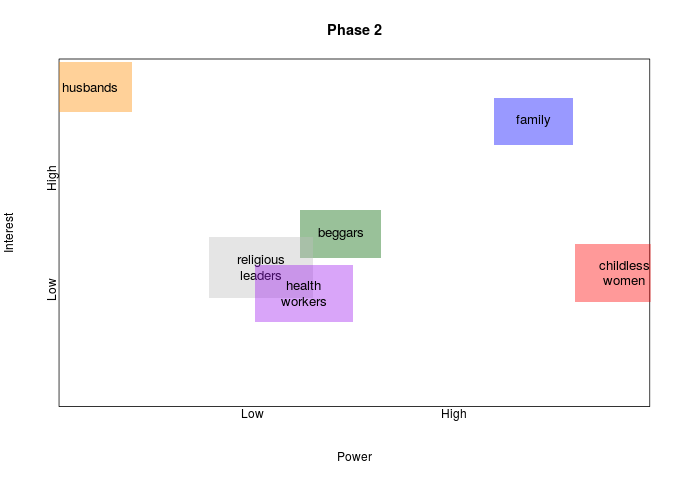 Phase 2
husbands
family
High
beggars
religious
leaders
childless
women
health
workers
Interest
Low
Low
High
Power